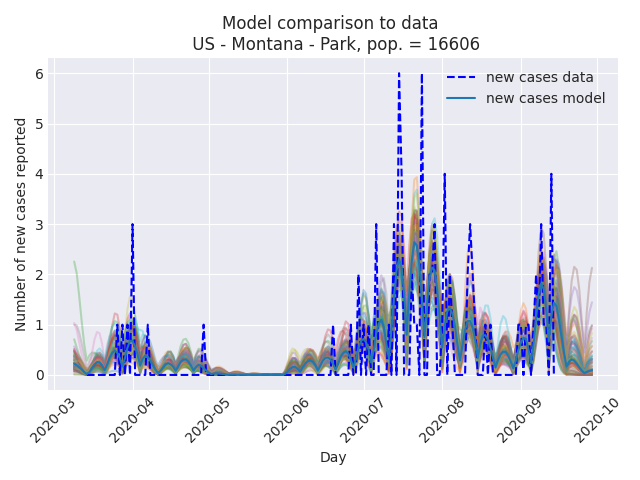 Model comparison to data
US - Montana - Park, pop. = 16606
new cases data
new cases model
Number of new cases reported
6
5
4
3
2
1
0
2020-03
2020-04
2020-05
2020-06
2020-07
2020-08
2020-09
2020-10
Day